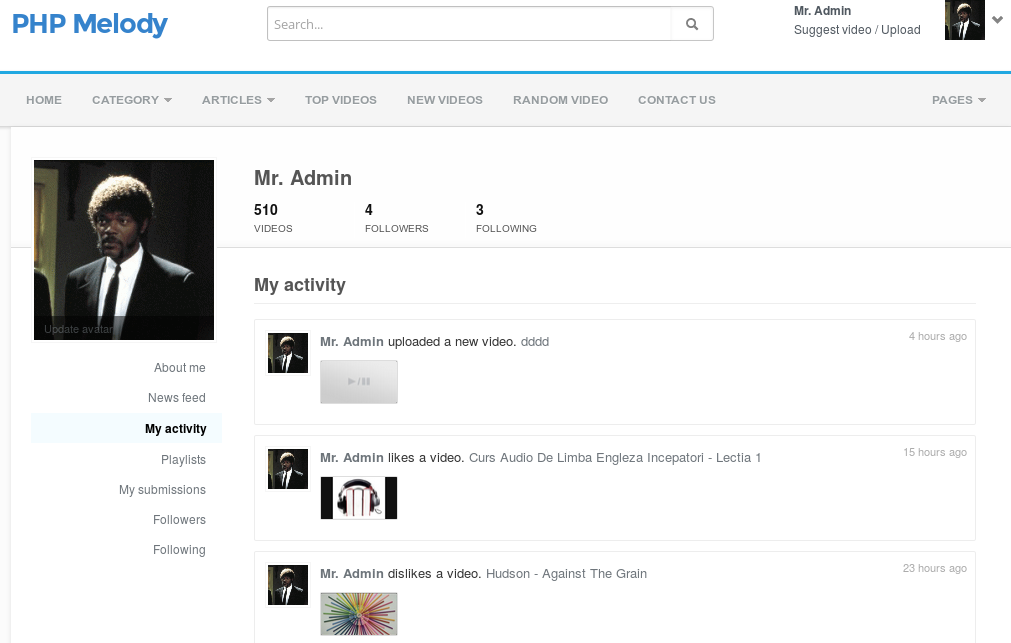 PHP Melody
Search...
Mr. Admin
Suggest video / Upload
HOME CATEGORY ARTICLES TOP VIDEOS NEW VIDEOS RANDOM VIDEO CONTACT US PAGES
Mr. Admin
510 4 3
VIDEOS FOLLOWERS FOLLOWING
Update avatar
About me
News feed
My activity
Playlists
My submissions
Followers
Following
My activity
Mr. Admin uploaded a new video. dddd 4 hours ago
Mr. Admin likes a video. Curs Audio De Limba Engleza Incepatori - Lectia 1 15 hours ago
Mr. Admin dislikes a video. Hudson - Against The Grain 23 hours ago